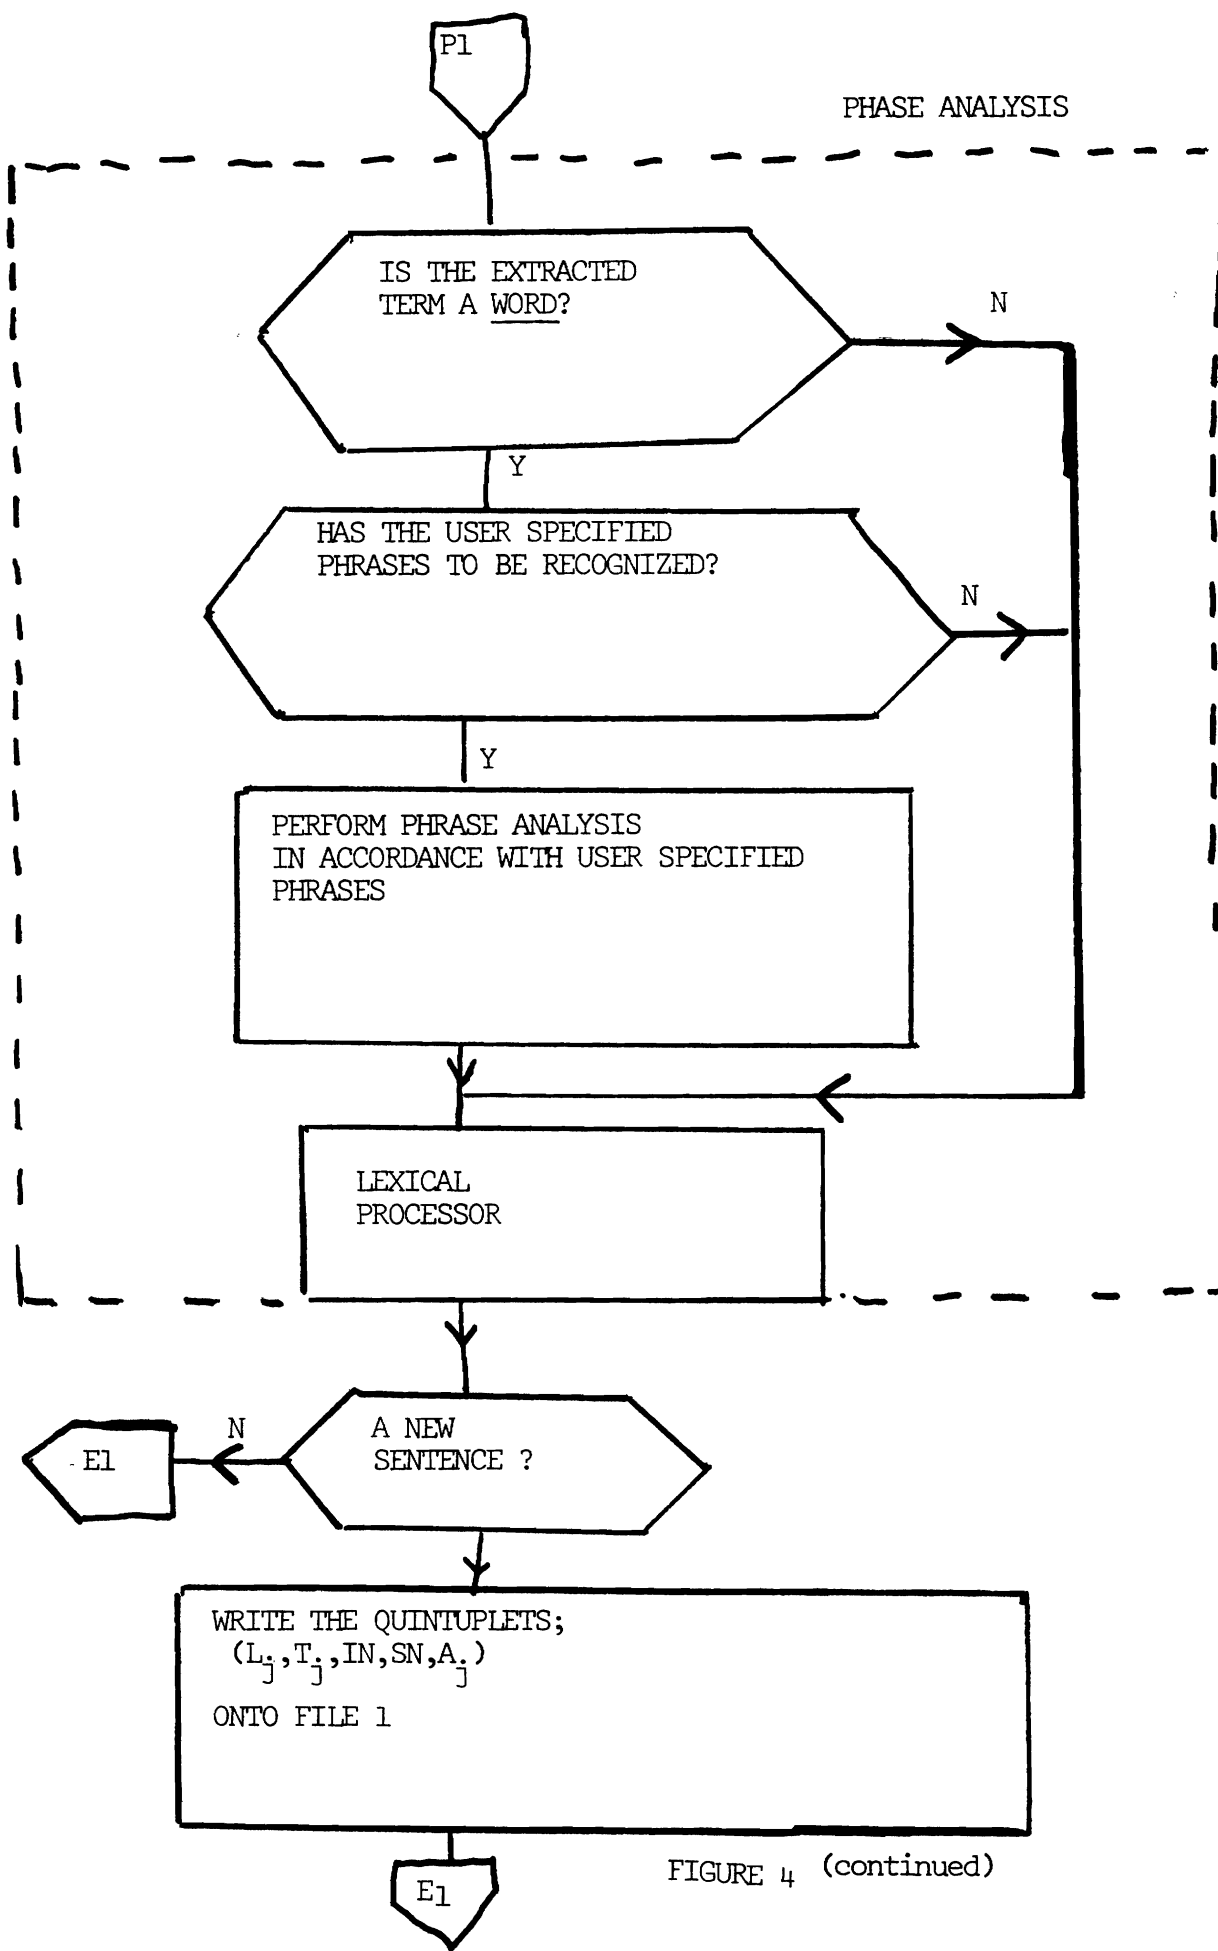 P1
PHASE ANALYSIS
IS THE EXTRACTED
TERM A WORD?
N
Y
HAS THE USER SPECIFIED
PHRASES TO BE RECOGNIZED?
N
Y
PERFORM PHRASE ANALYSIS
IN ACCORDANCE WITH USER SPECIFIED
PHRASES
LEXICAL
PROCESSOR
A NEW
SENTENCE ?
N
E1
WRITE THE QUINTUPLETS;
(Lj,Tj,IN,SN,Aj)
ONTO FILE 1
E1
FIGURE 4 (continued)